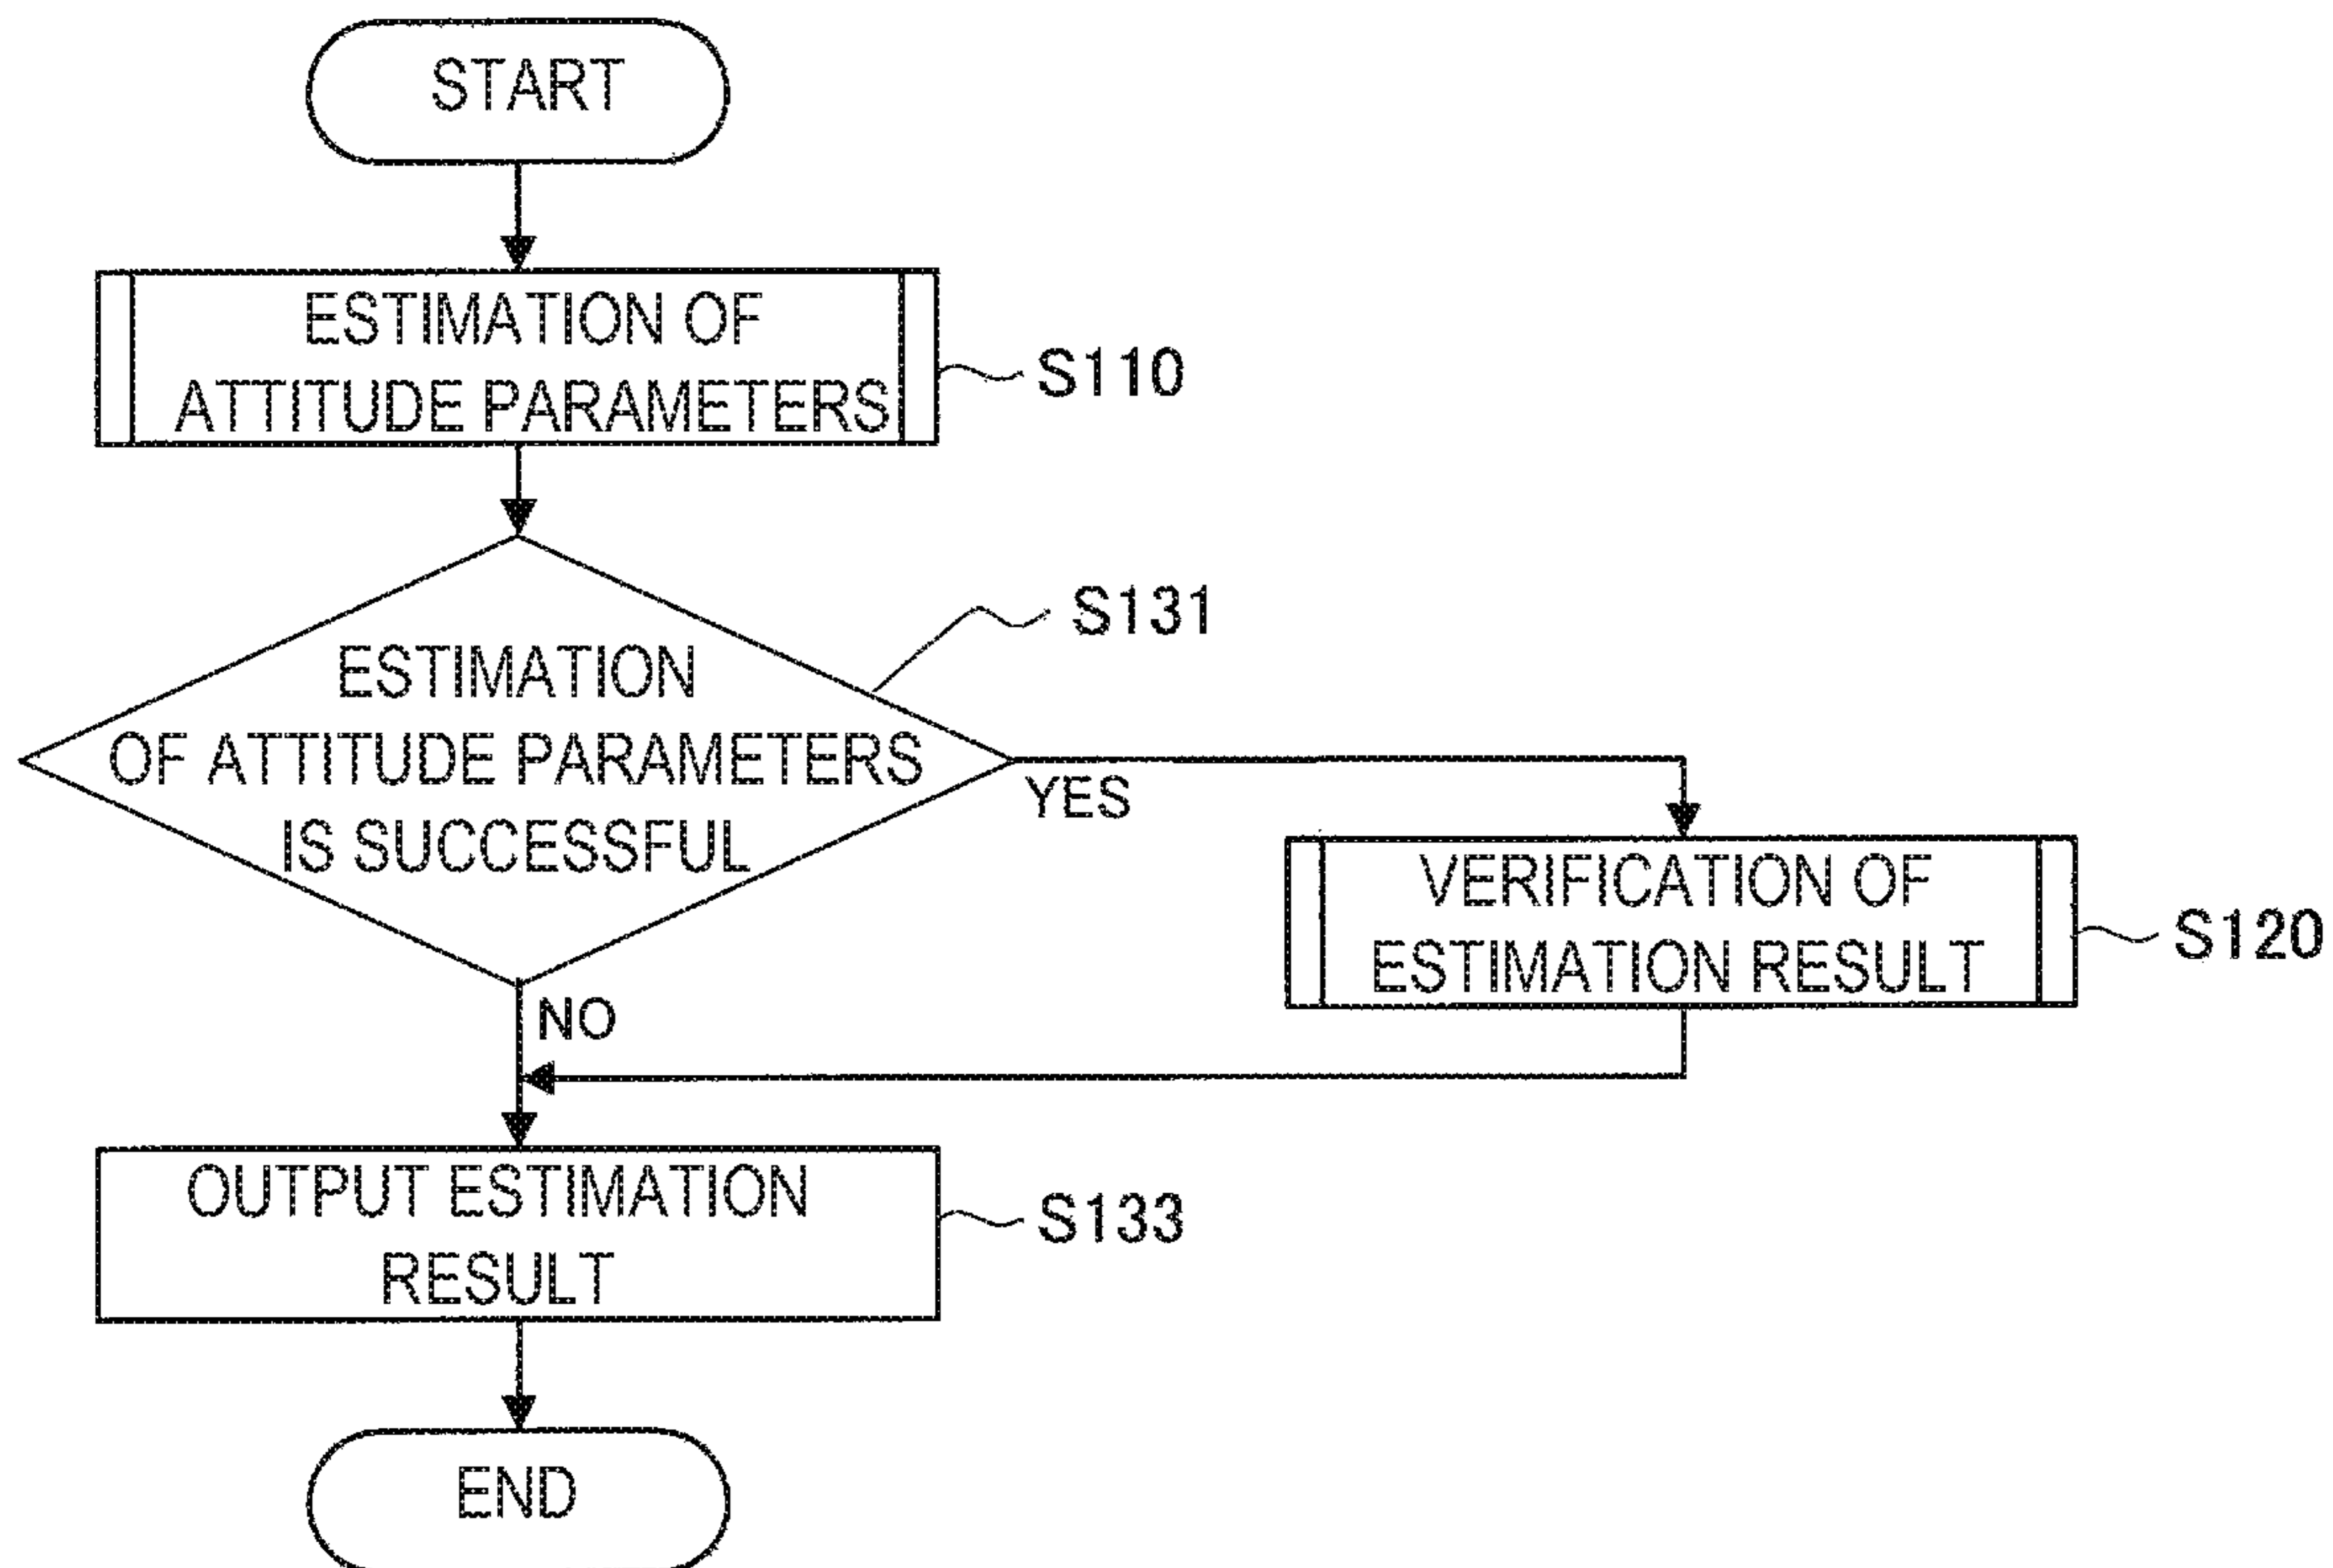 START
ESTIMATION OF
ATTITUDE PARAMETERS
S110
S131
ESTIMATION
OF ATTITUDE PARAMETERS
IS SUCCESSFUL
YES
VERIFICATION OF
ESTIMATION RESULT
S120
NO
OUTPUT ESTIMATION
RESULT
S133
END